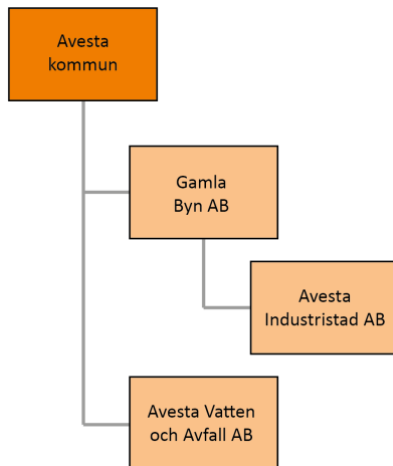 Avesta
kommun
Gamla
Byn AB
Avesta
Industristad AB
Avesta Vatten
och Avfall AB